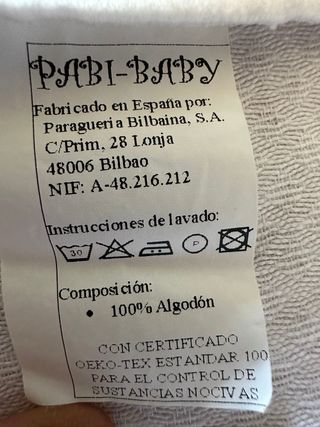 PABI-BABY
Fabricado en España por:
Paragueria Bilbaina, S.A.
C/Prim, 28 Lonja
48006 Bilbao
NIF: A-48.216.212
Instrucciones de lavado:
30 P
Composición:
• 100% Algodón
CON CERTIFICADO
OEKO-TEX ESTANDAR 100
PARA EL CONTROL DE
SUSTANCIAS NOCIVAS